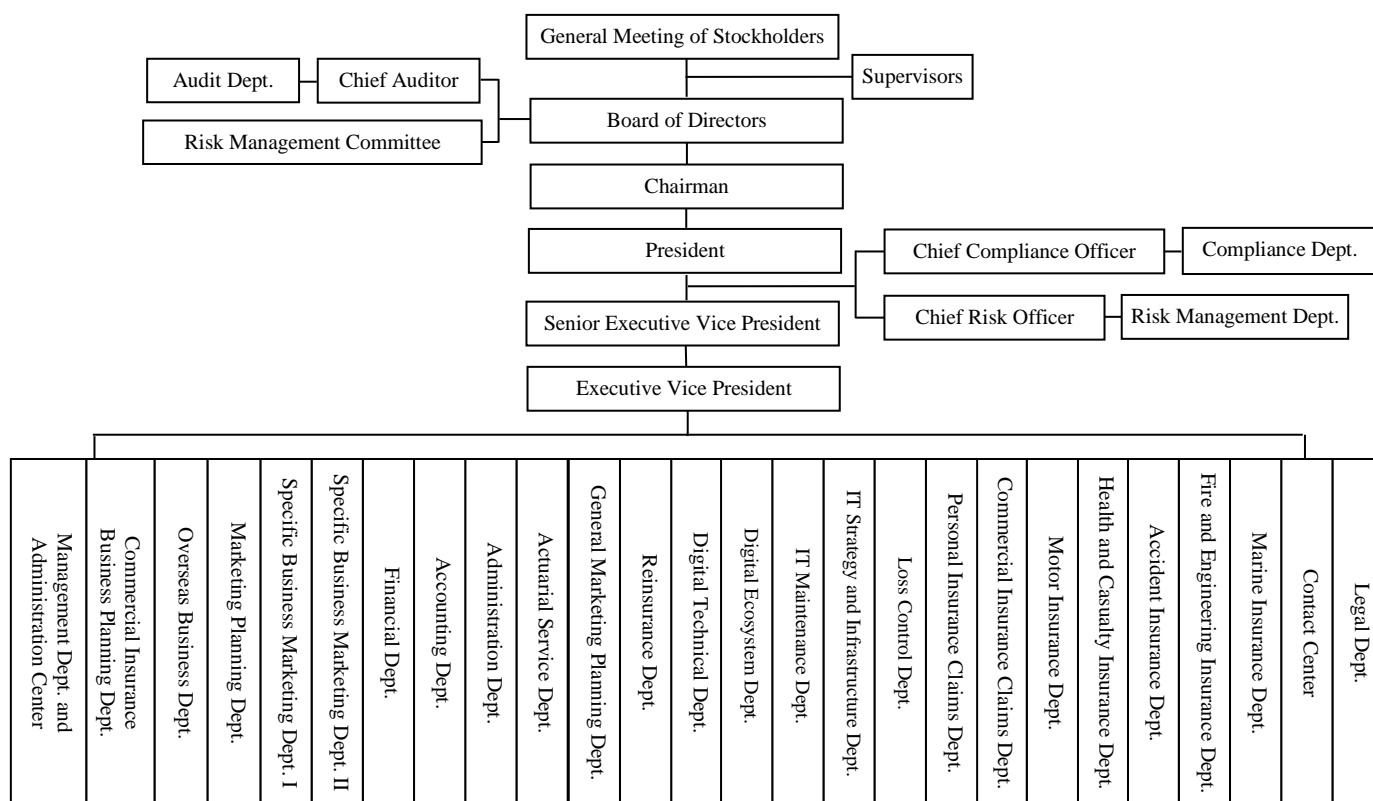 General Meeting of Stockholders
Supervisors
Audit Dept.
Chief Auditor
Board of Directors
Risk Management Committee
Chairman
President
Chief Compliance Officer
Compliance Dept.
Senior Executive Vice President
Chief Risk Officer
Risk Management Dept.
Executive Vice President
Management Dept. and
Administration Center
Commercial Insurance
Business Planning Dept.
Overseas Business Dept.
Marketing Planning Dept.
Specific Business Marketing Dept. I
Specific Business Marketing Dept. II
Financial Dept.
Accounting Dept.
Administration Dept.
Actuarial Service Dept.
General Marketing Planning Dept.
Reinsurance Dept.
Digital Technical Dept.
Digital Ecosystem Dept.
IT Maintenance Dept.
IT Strategy and Infrastructure Dept.
Loss Control Dept.
Personal Insurance Claims Dept.
Commercial Insurance Claims Dept.
Motor Insurance Dept.
Health and Casualty Insurance Dept.
Accident Insurance Dept.
Fire and Engineering Insurance Dept.
Marine Insurance Dept.
Contact Center
Legal Dept.